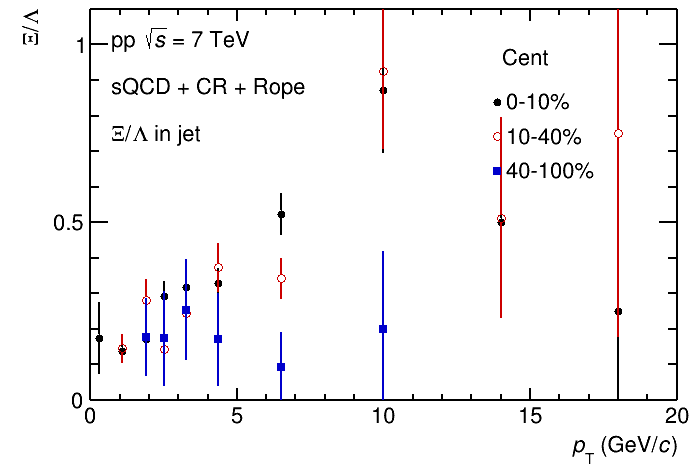 Ξ/Λ
1
0.5
0
pp √s = 7 TeV
sQCD + CR + Rope
Ξ/Λ in jet
Cent
0-10%
10-40%
40-100%
0 5 10 15 20
p_T (GeV/c)